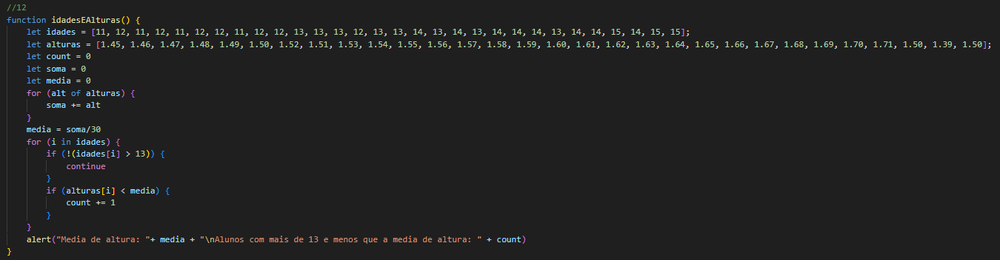 //12
function idadesEAlturas() {
let idades = [11, 12, 11, 12, 11, 12, 12, 11, 12, 12, 13, 13, 13, 12, 13, 13, 14, 13, 14, 13, 14, 14, 14, 13, 14, 14, 15, 14, 15, 15];
let alturas = [1.45, 1.46, 1.47, 1.48, 1.49, 1.50, 1.52, 1.51, 1.53, 1.54, 1.55, 1.56, 1.57, 1.58, 1.59, 1.60, 1.61, 1.62, 1.63, 1.64, 1.65, 1.66, 1.67, 1.68, 1.69, 1.70, 1.71, 1.50, 1.39, 1.50];
let count = 0
let soma = 0
let media = 0
for (alt of alturas) {
soma += alt
}
media = soma/30
for (i in idades) {
if (!(idades[i] > 13)) {
continue
}
if (alturas[i] < media) {
count += 1
}
}
alert("Media de altura: "+ media + "\nAlunos com mais de 13 e menos que a media de altura: " + count)
}